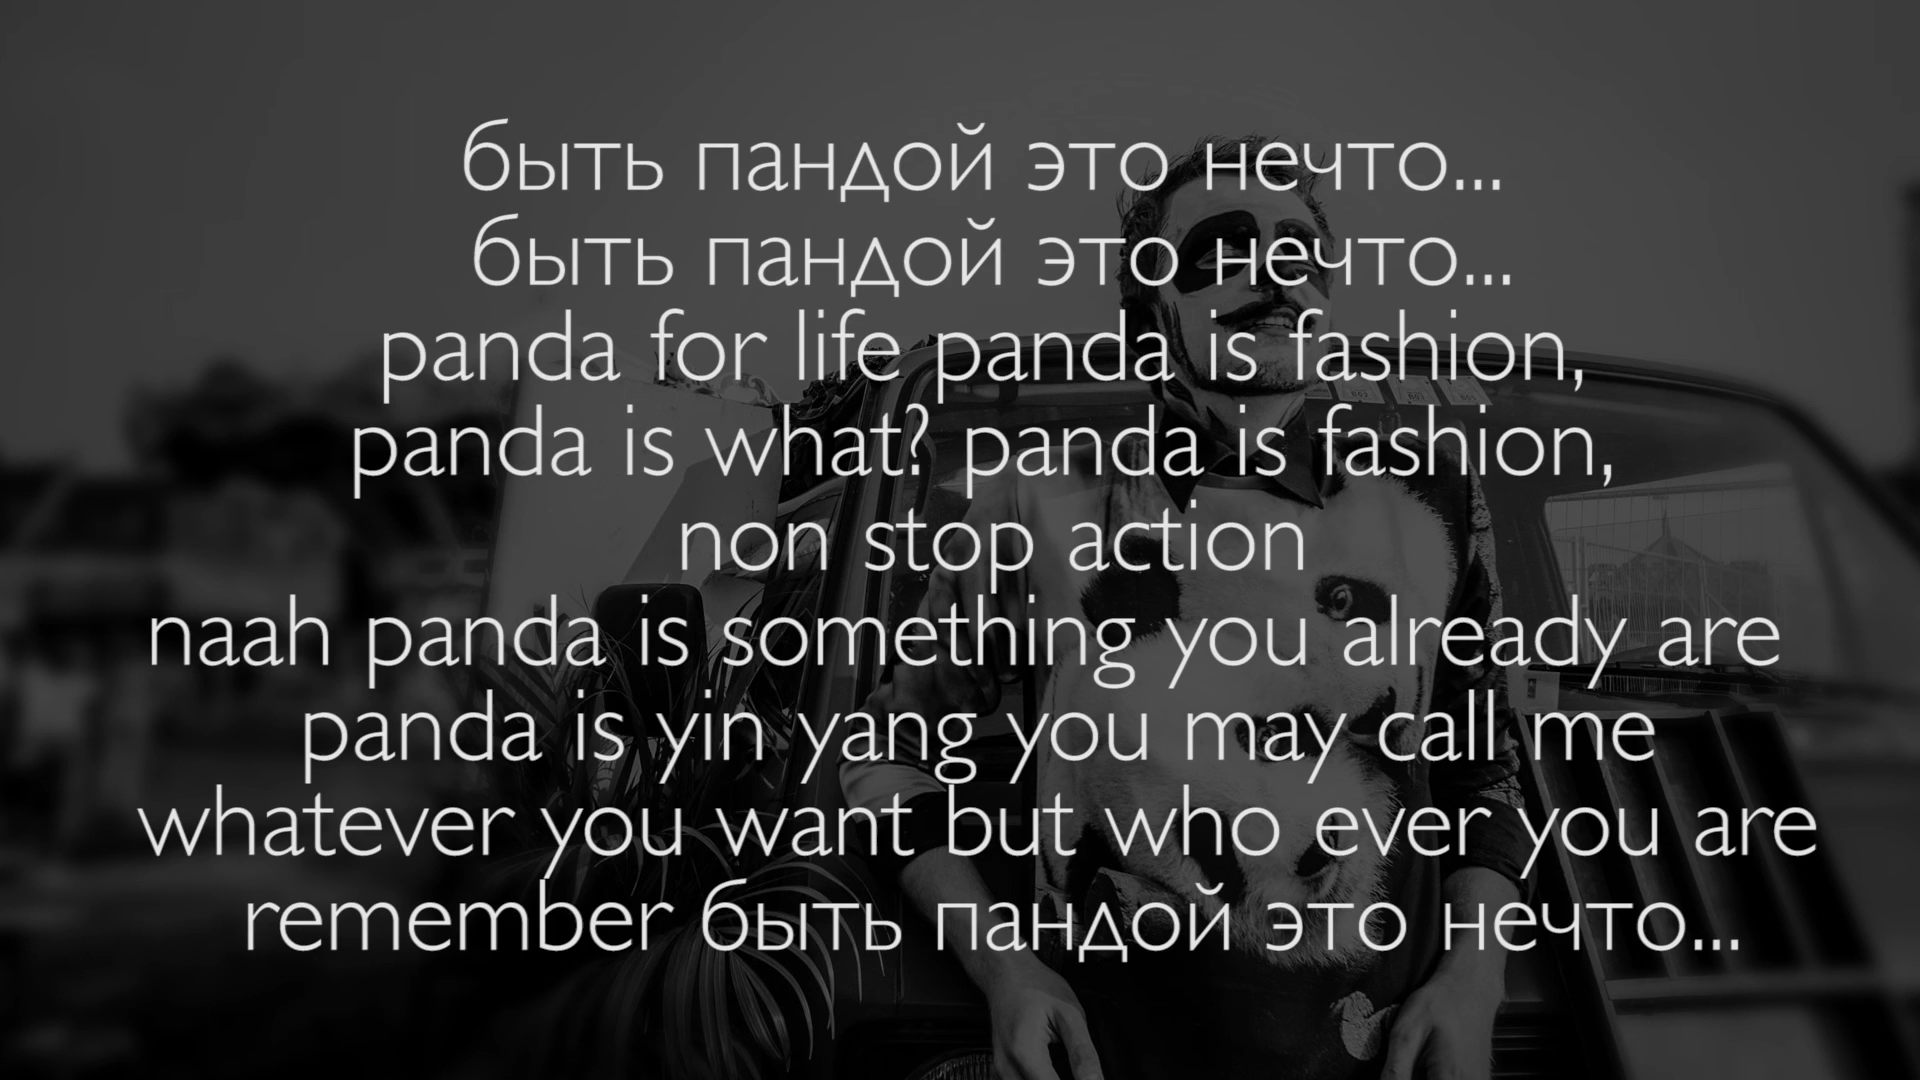 быть пандой это нечто...
быть пандой это нечто...
panda for life panda is fashion,
panda is what? panda is fashion,
non stop action
naah panda is something you already are
panda is yin yang you may call me
whatever you want but who ever you are
remember быть пандой это нечто...